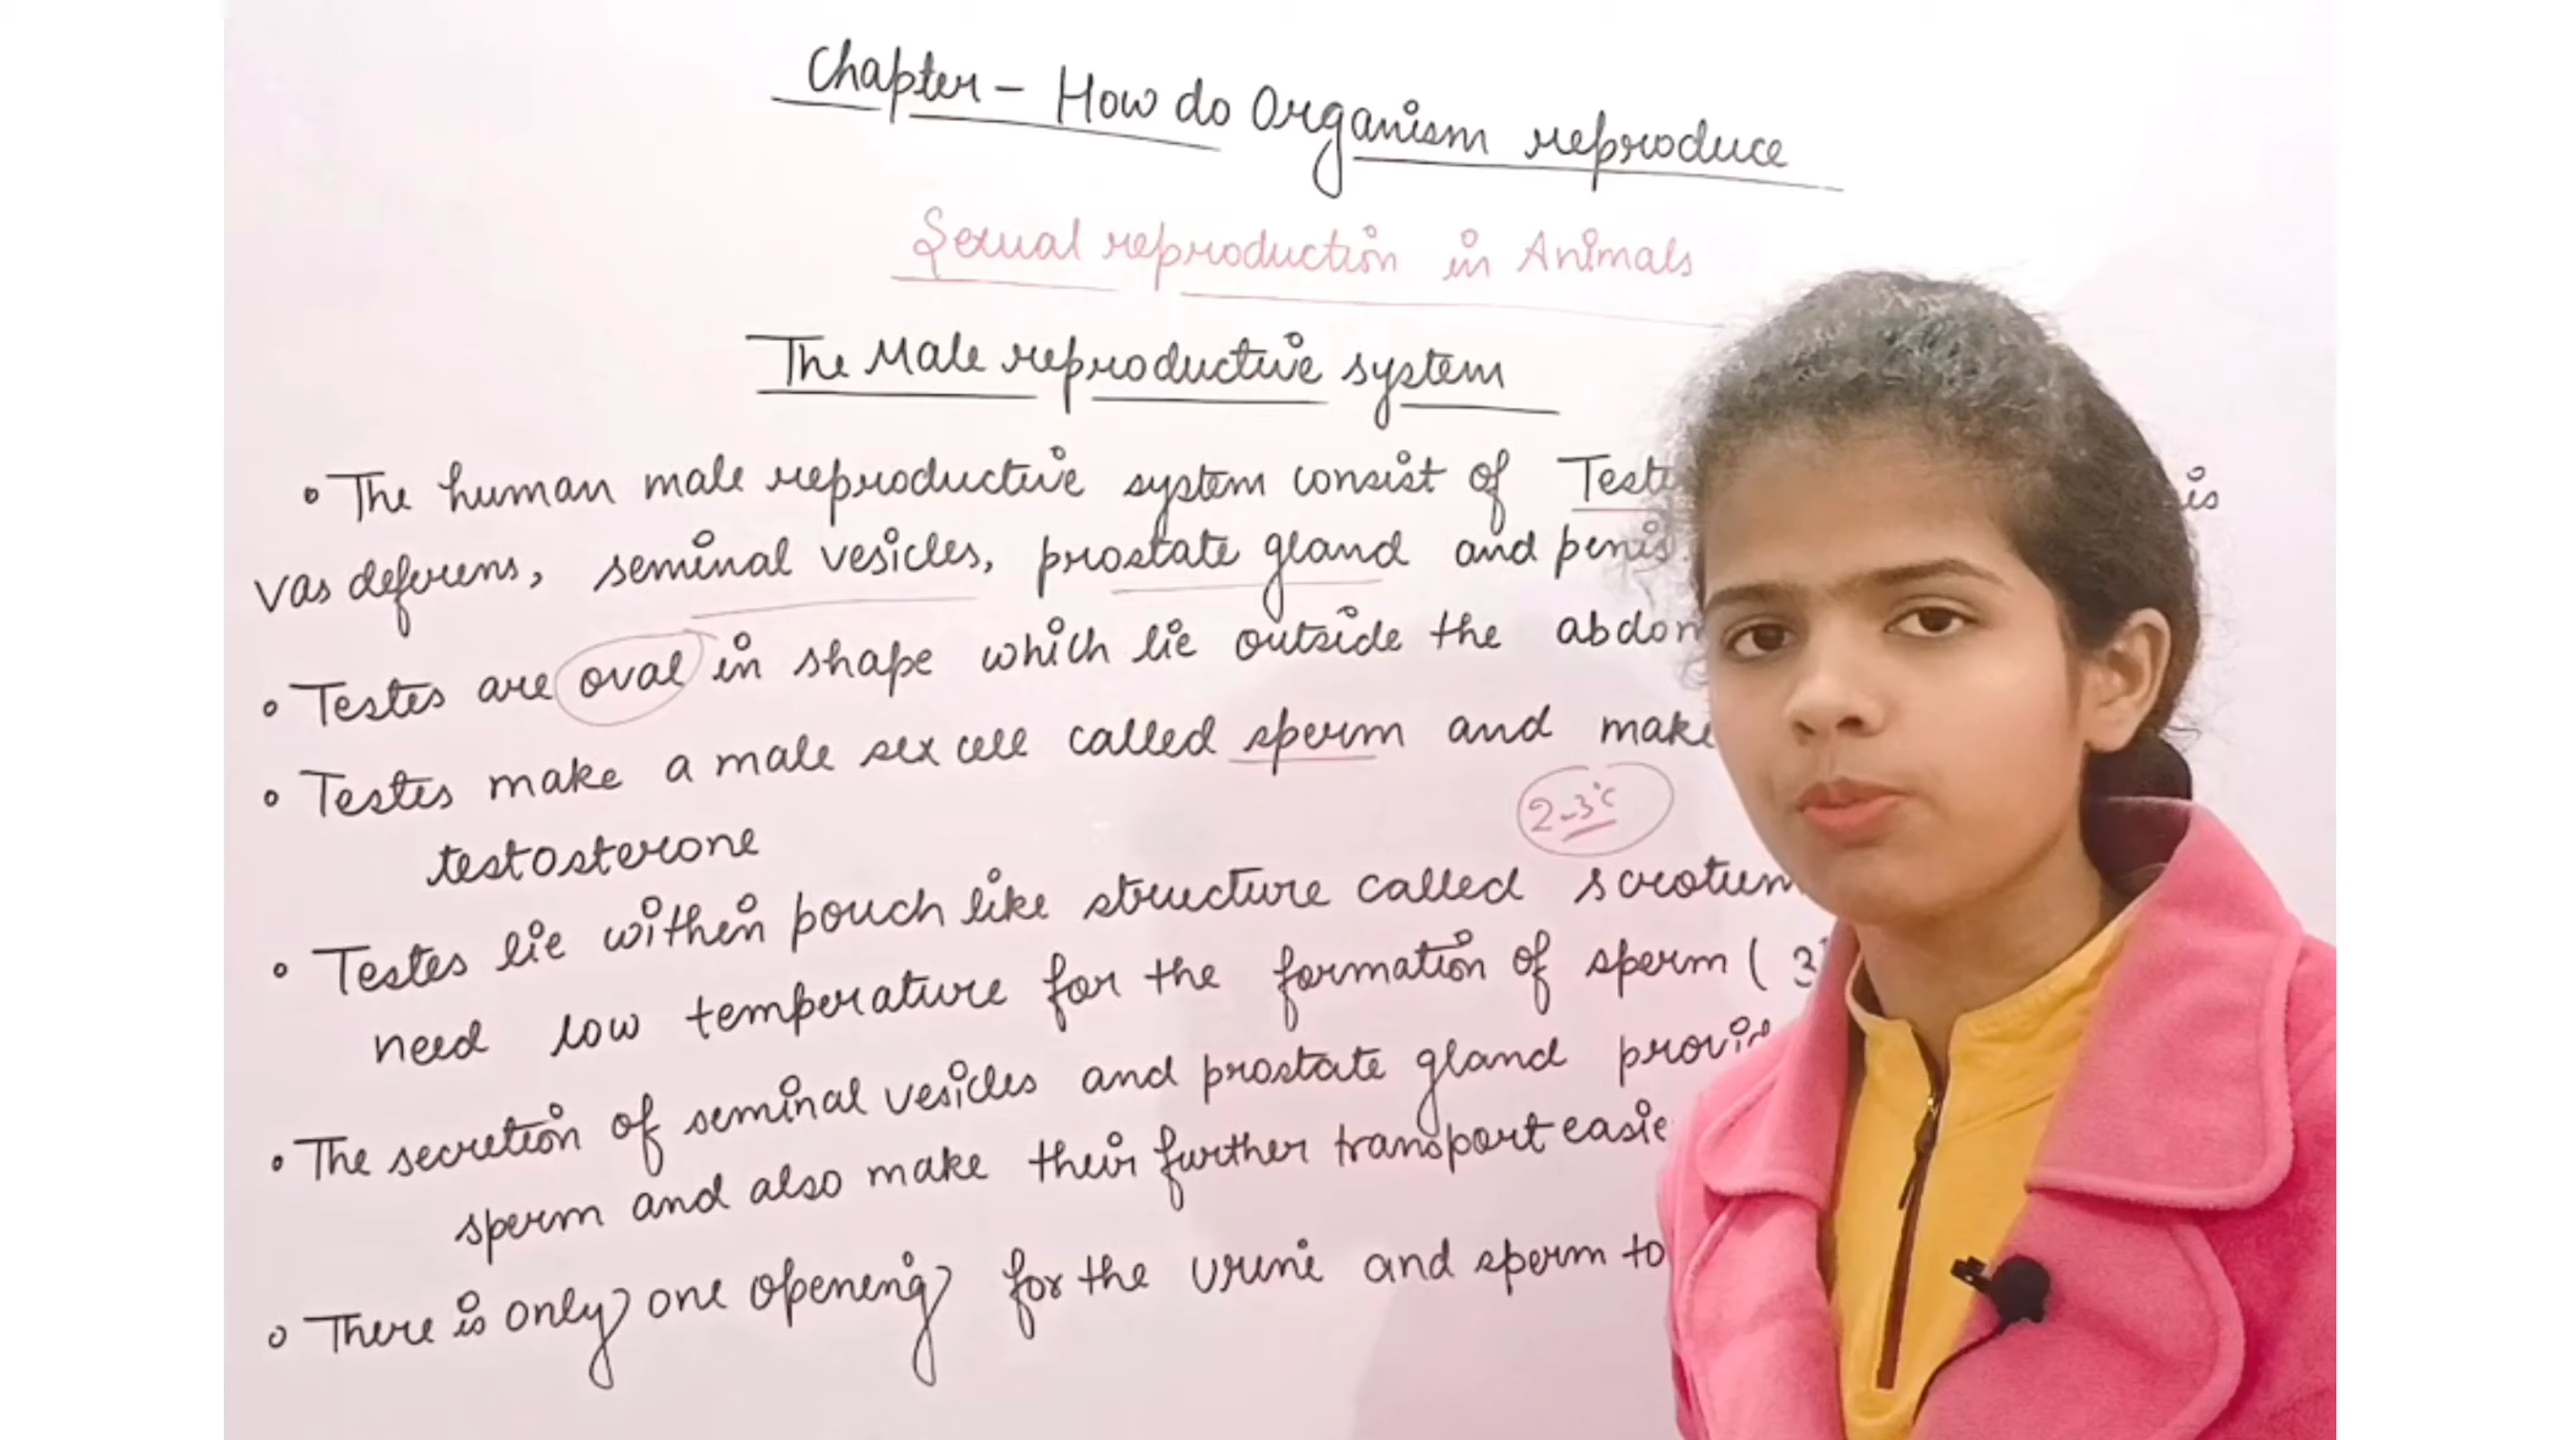 Chapter - How do Organism reproduce
Sexual reproduction in Animals
The Male reproductive system
• The human male reproductive system consist of
vas deferens, seminal vesicles, prostate gland and penis.
• Testes are oval in shape which lie outside the
• Testes make a male sex cell called sperm and make
2-3°C
testosterone
• Testes lie within pouch like structure called scrotum
need low temperature for the formation of sperm (3
• The secretion of seminal vesicles and prostate gland
sperm and also make their further transport
• There is only one opening for the urine and sperm to